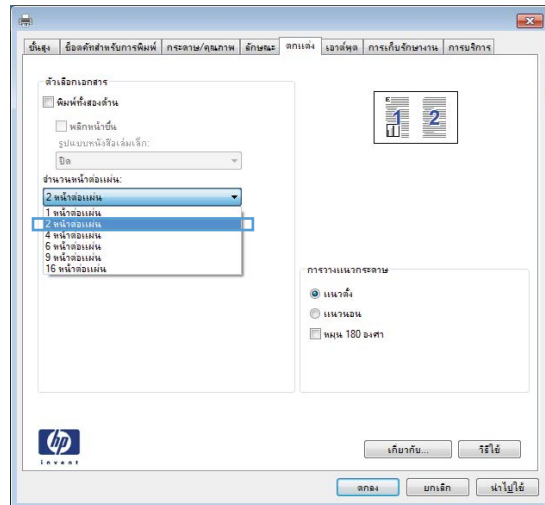 ขั้นสูง ช็อตคัทสำหรับการพิมพ์ กระดาษ/คุณภาพ ลักษณะ ตกแต่ง เอาต์พุต การเก็บรักษางาน การบริการ
ตัวเลือกเอกสาร
พิมพ์ทั้งสองด้าน
พลิกหน้าขึ้น
รูปแบบหนังสือเล่มเล็ก:
ปิด
จำนวนหน้าต่อแผ่น:
2 หน้าต่อแผ่น
1 หน้าต่อแผ่น
2 หน้าต่อแผ่น
4 หน้าต่อแผ่น
6 หน้าต่อแผ่น
9 หน้าต่อแผ่น
16 หน้าต่อแผ่น
1 2
การวางแนวกระดาษ
แนวตั้ง
แนวนอน
หมุน 180 องศา
hp
invent
เกี่ยวกับ... วิธีใช้
ตกลง ยกเลิก นำไปใช้